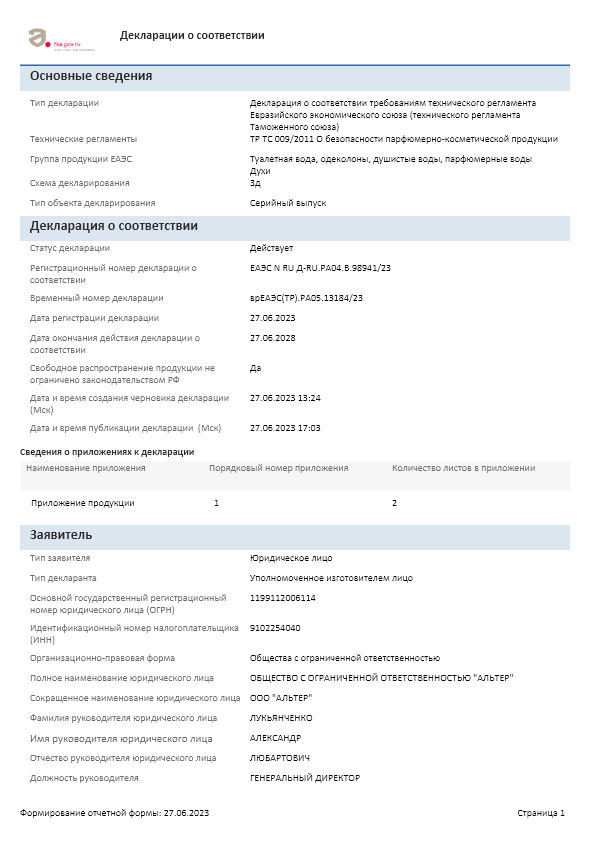 fsa.gov.ru
Декларации о соответствии
Основные сведения
Тип декларации Декларация о соответствии требованиям технического регламента
Евразийского экономического союза (технического регламента
Таможенного союза)
Технические регламенты ТР ТС 009/2011 О безопасности парфюмерно-косметической продукции
Группа продукции ЕАЭС Туалетная вода, одеколоны, душистые воды, парфюмерные воды
Духи
Схема декларирования 3д
Тип объекта декларирования Серийный выпуск
Декларация о соответствии
Статус декларации Действует
Регистрационный номер декларации о ЕАЭС N RU Д-RU.РА04.В.98941/23
соответствии
Временный номер декларации врЕАЭС(ТР).РА05.13184/23
Дата регистрации декларации 27.06.2023
Дата окончания действия декларации о 27.06.2028
соответствии
Свободное распространение продукции не Да
ограничено законодательством РФ
Дата и время создания черновика декларации 27.06.2023 13:24
(Мск)
Дата и время публикации декларации (Мск) 27.06.2023 17:03
Сведения о приложениях к декларации
Наименование приложения Порядковый номер приложения Количество листов в приложении
Приложение продукции 1 2
Заявитель
Тип заявителя Юридическое лицо
Тип декларанта Уполномоченное изготовителем лицо
Основной государственный регистрационный 1199112006114
номер юридического лица (ОГРН)
Идентификационный номер налогоплательщика 9102254040
(ИНН)
Организационно-правовая форма Общества с ограниченной ответственностью
Полное наименование юридического лица ОБЩЕСТВО С ОГРАНИЧЕННОЙ ОТВЕТСТВЕННОСТЬЮ "АЛЬТЕР"
Сокращенное наименование юридического лица ООО "АЛЬТЕР"
Фамилия руководителя юридического лица ЛУКЬЯНЧЕНКО
Имя руководителя юридического лица АЛЕКСАНДР
Отчество руководителя юридического лица ЛЮБАРТОВИЧ
Должность руководителя ГЕНЕРАЛЬНЫЙ ДИРЕКТОР
Формирование отчетной формы: 27.06.2023 Страница 1